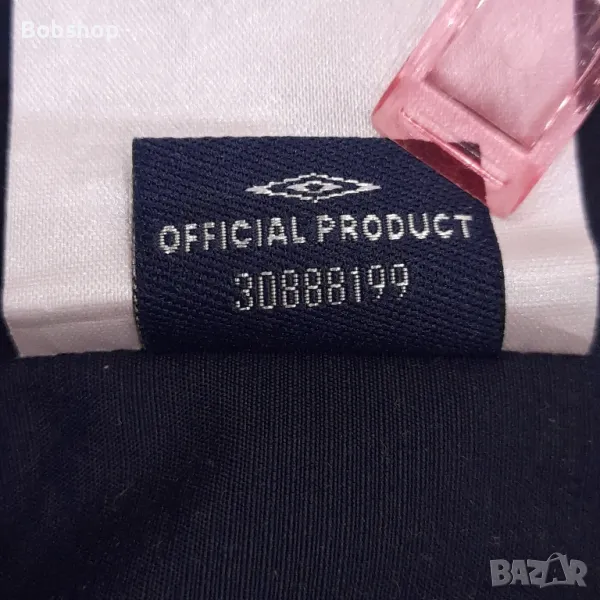 Bobshop
OFFICIAL PRODUCT
30888199
BAZAR